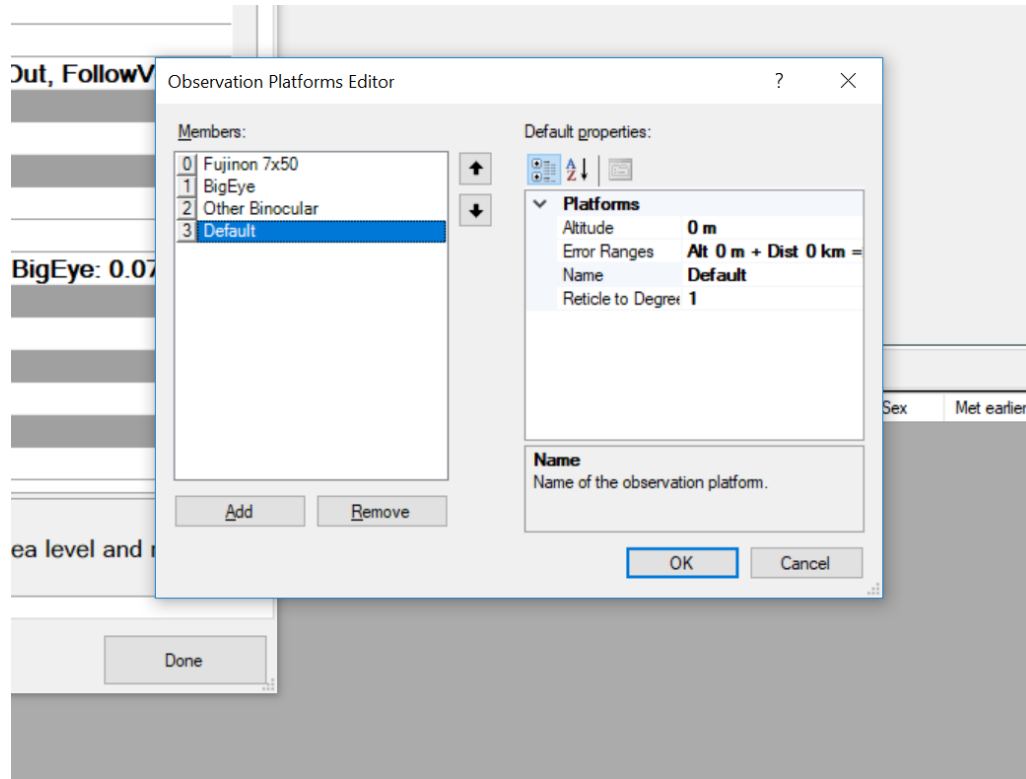 Out, FollowV
Observation Platforms Editor ?
Members:
Default properties:
0 Fujinon 7x50
1 BigEye
2 Other Binocular
3 Default
A
Z
Platforms
Altitude 0 m
Error Ranges Alt 0 m + Dist 0 km =
Name Default
Reticle to Degree 1
BigEye: 0.07
Sex Met earlier
Name
Name of the observation platform.
Add Remove
ea level and
OK Cancel
Done